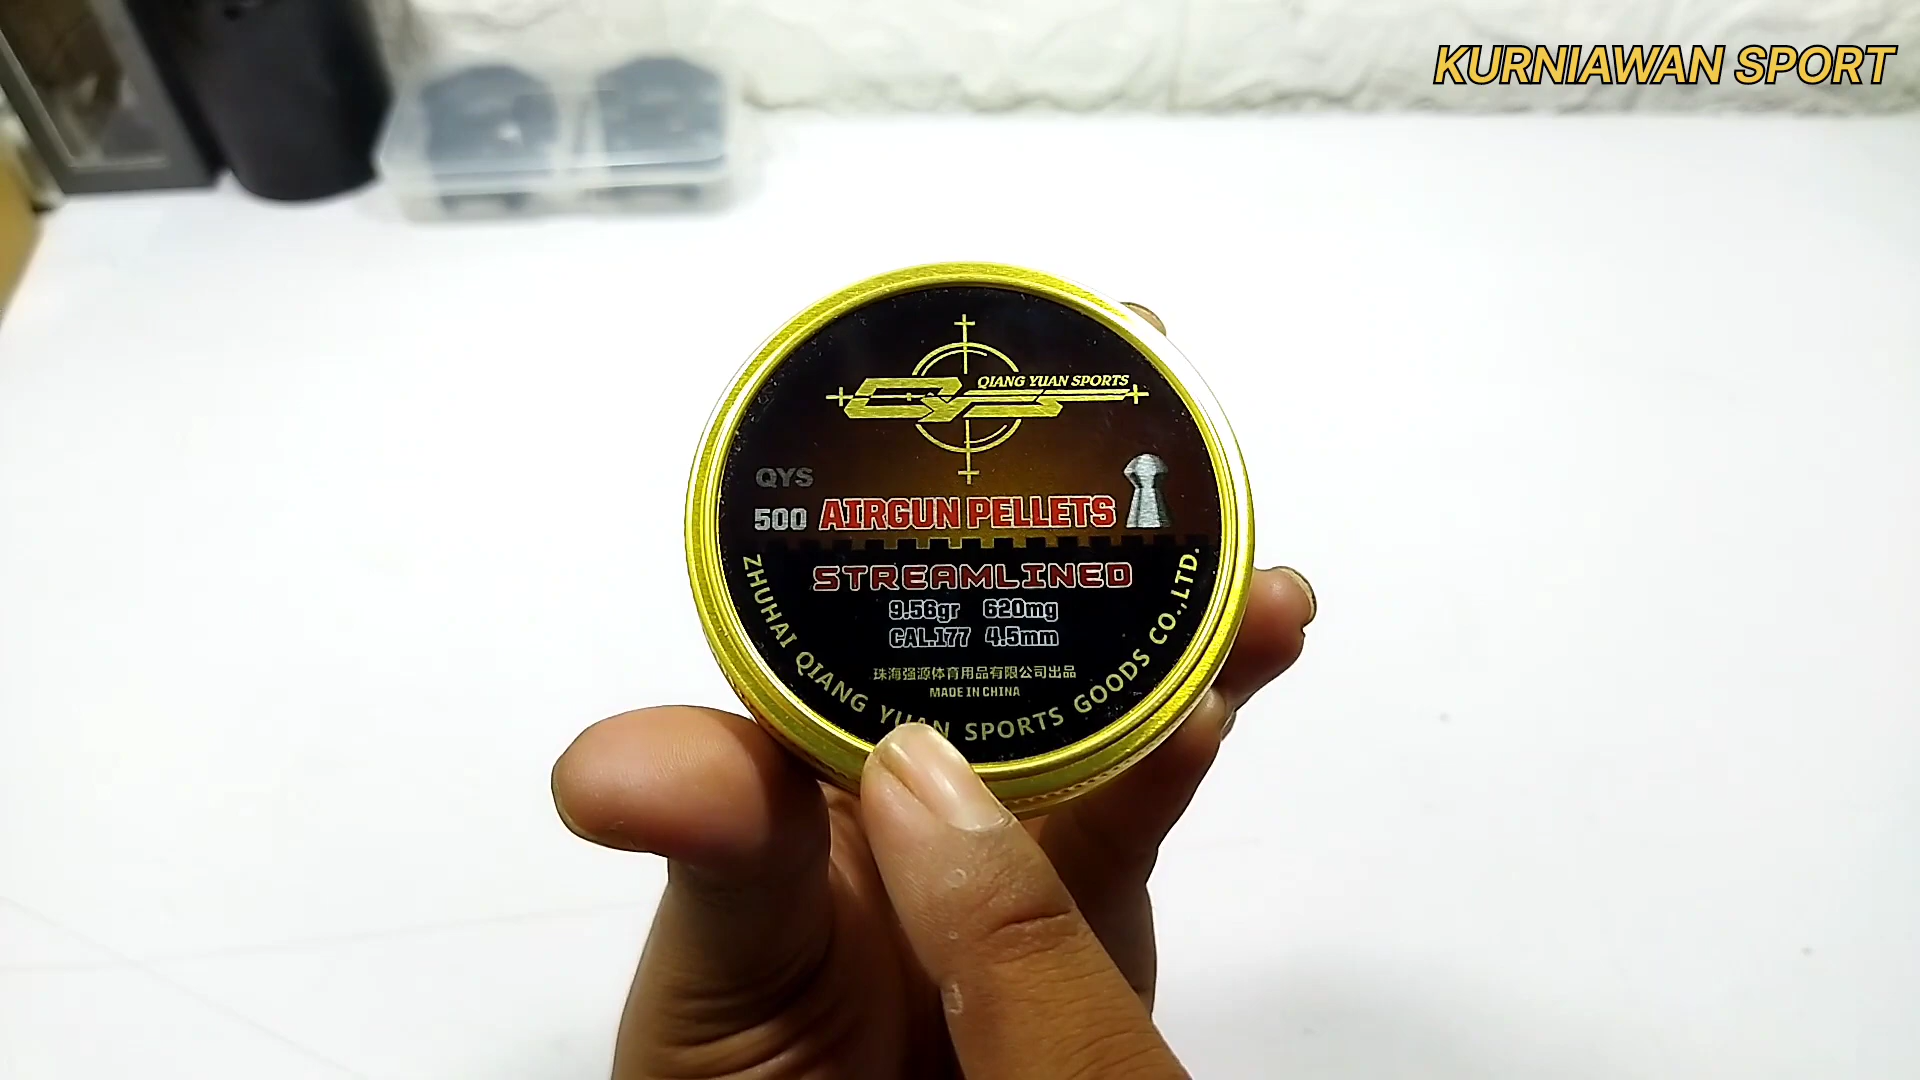 KURNIAWAN SPORT
QIANG YUAN SPORTS
QYS
500 AIRGUN PELLETS
STREAMLINED
9.56gr 620mg
CAL.177 4.5mm
珠海强源体育用品有限公司出品
MADE IN CHINA
ZHUHAI QIANG YUAN SPORTS GOODS CO.,LTD.